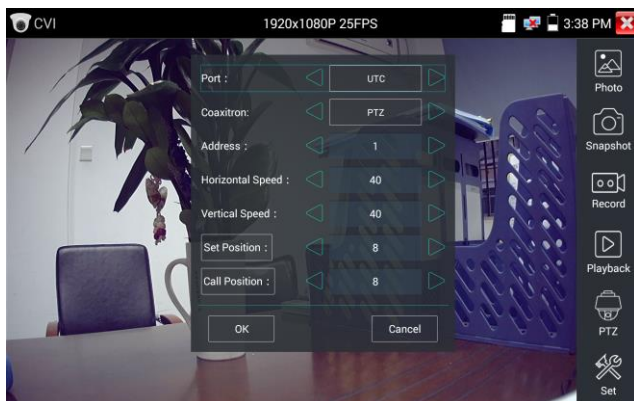 CVI 1920x1080P 25FPS 3:38 PM
Port : UTC
Coaxitron: PTZ
Address : 1
Horizontal Speed : 40
Vertical Speed : 40
Set Position : 8
Call Position : 8
OK Cancel
Photo
Snapshot
Record
Playback
PTZ
Set